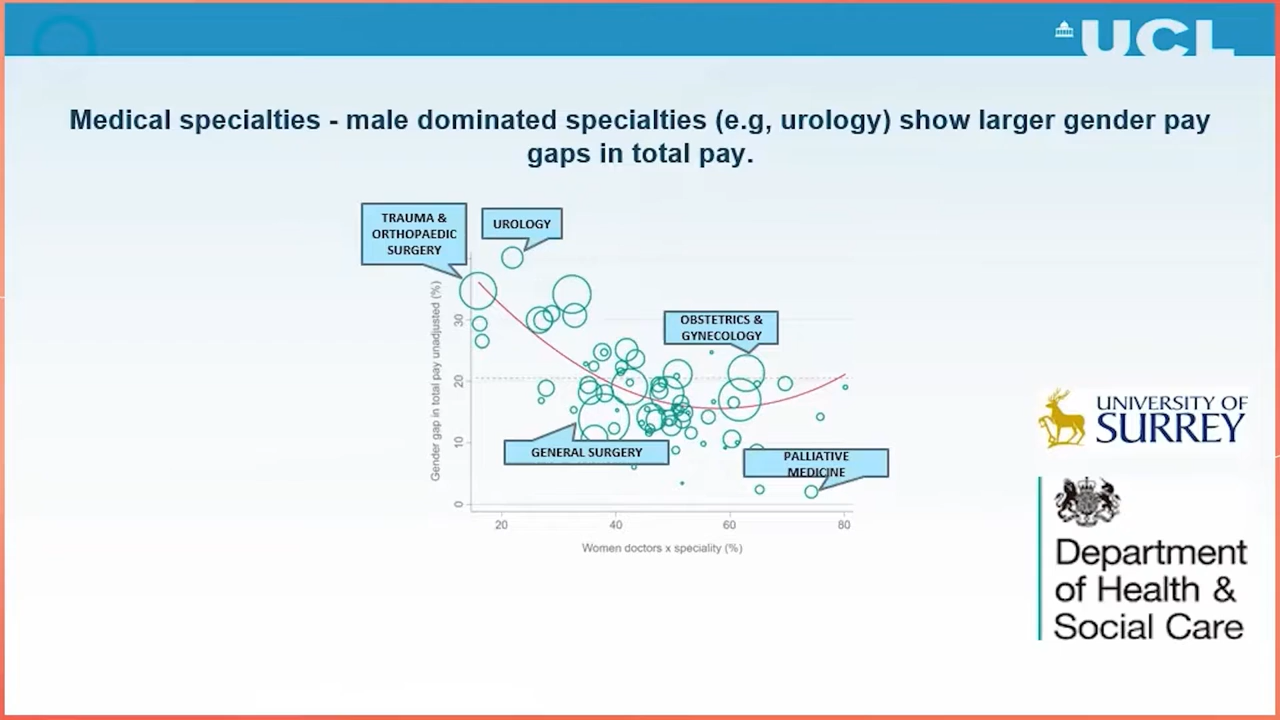 UCL
Medical specialties - male dominated specialties (e.g, urology) show larger gender pay
gaps in total pay.
TRAUMA &
ORTHOPAEDIC
SURGERY
UROLOGY
OBSTETRICS &
GYNECOLOGY
GENERAL SURGERY
PALLIATIVE
MEDICINE
Gender gap in total pay unadjusted (%)
30
20
10
0
20
40
60
80
Women doctors x speciality (%)
UNIVERSITY OF
SURREY
Department
of Health &
Social Care